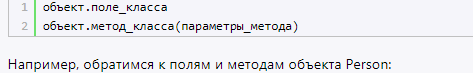 1 объект.поле_класса
2 объект.метод_класса(параметры_метода)
Например, обратимся к полям и методам объекта Person: